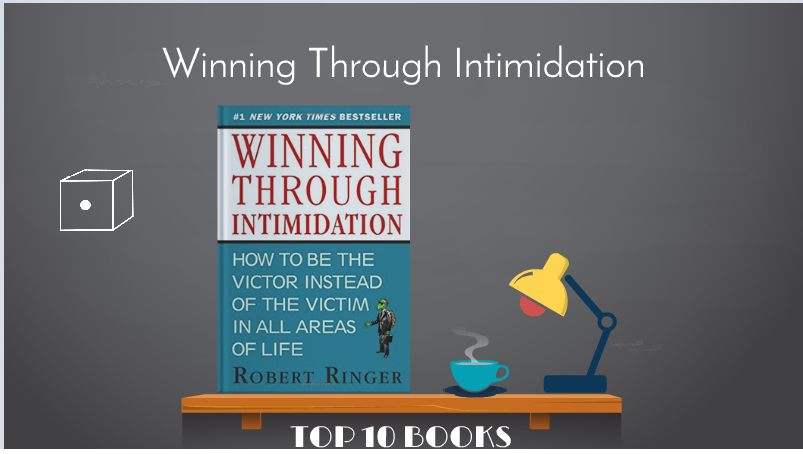 Winning Through Intimidation
#1 NEW YORK TIMES BESTSELLER
WINNING
THROUGH
INTIMIDATION
HOW TO BE THE
VICTOR INSTEAD
OF THE VICTIM
IN ALL AREAS
OF LIFE
ROBERT RINGER
TOP 10 BOOKS